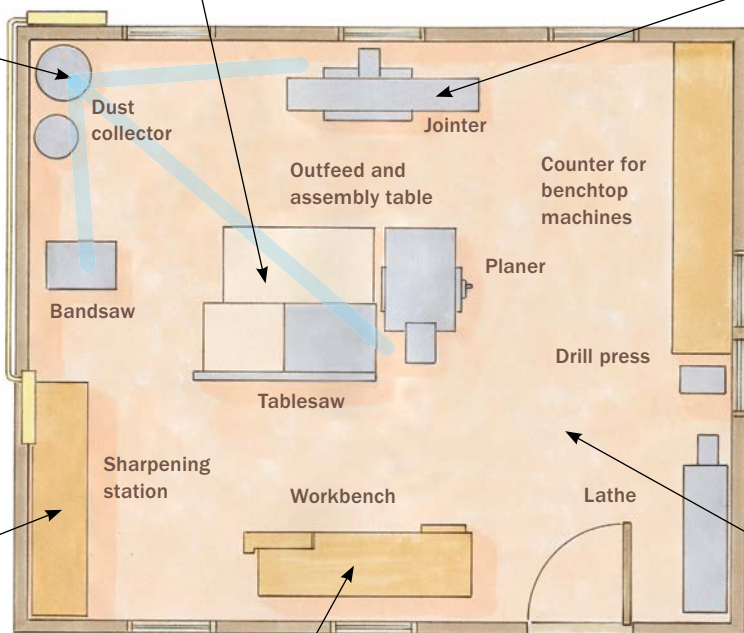 Dust
collector
Jointer
Outfeed and
assembly table
Counter for
benchtop
machines
Planer
Bandsaw
Drill press
Tablesaw
Sharpening
station
Workbench
Lathe